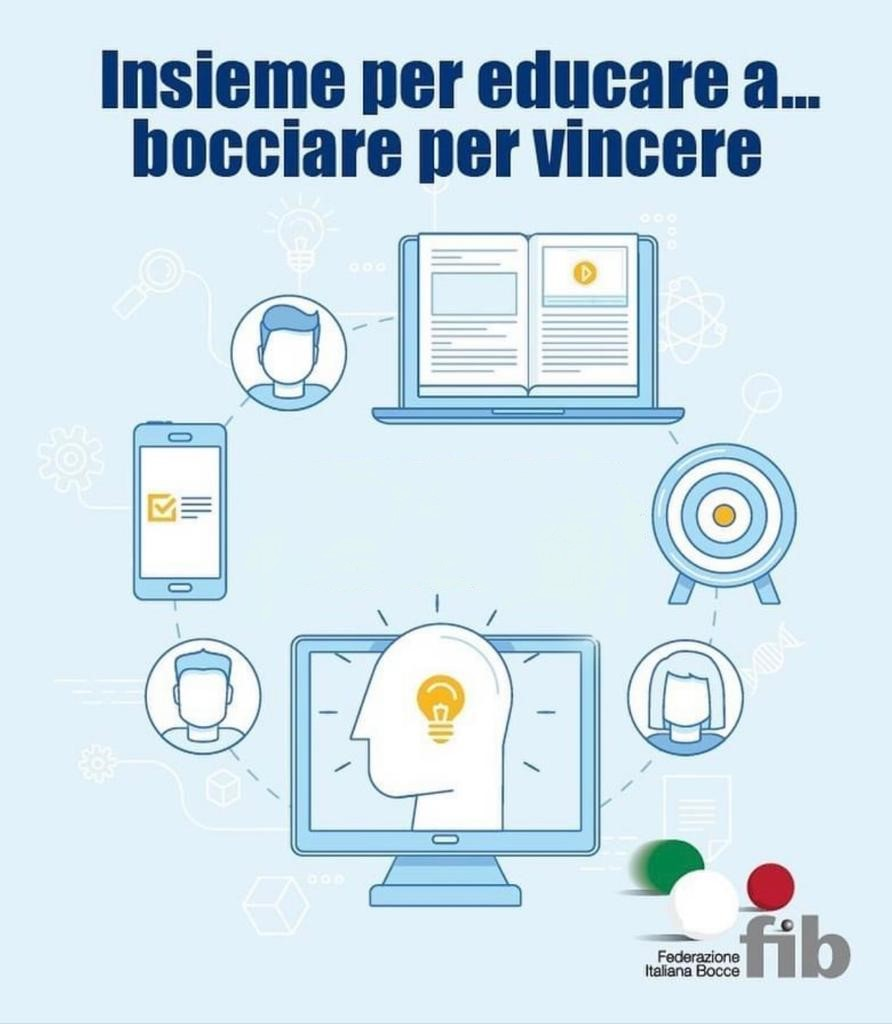 Insieme per educare a...
bocciare per vincere
Federazione
Italiana Bocce
fib